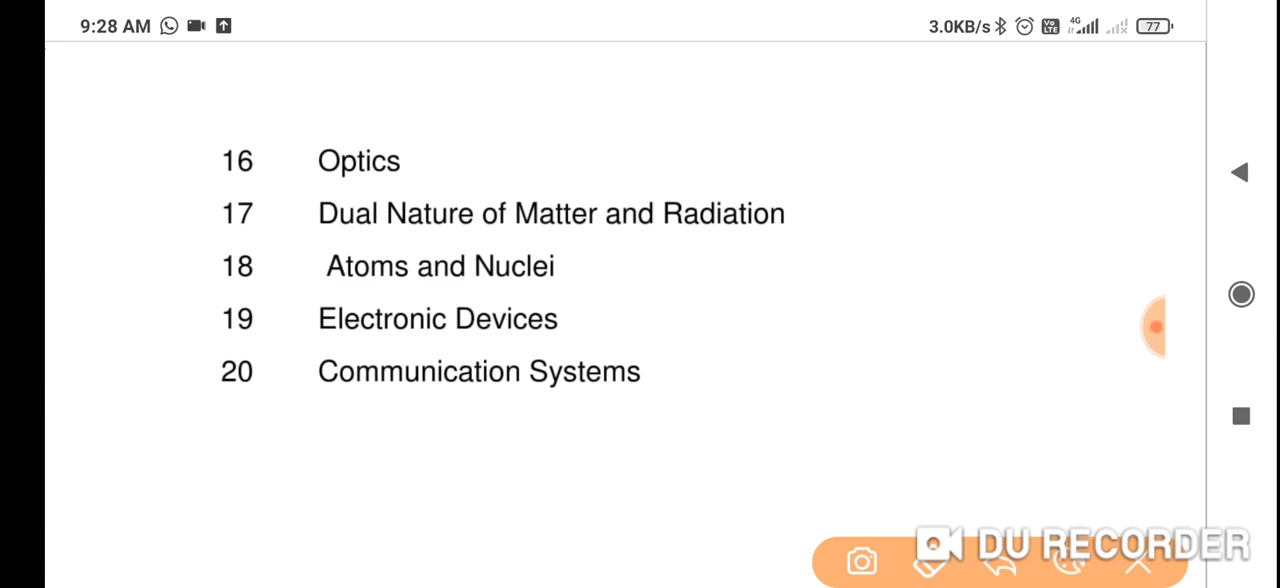 9:28 AM 3.0KB/s 4G 77
16 Optics
17 Dual Nature of Matter and Radiation
18 Atoms and Nuclei
19 Electronic Devices
20 Communication Systems
DU RECORDER